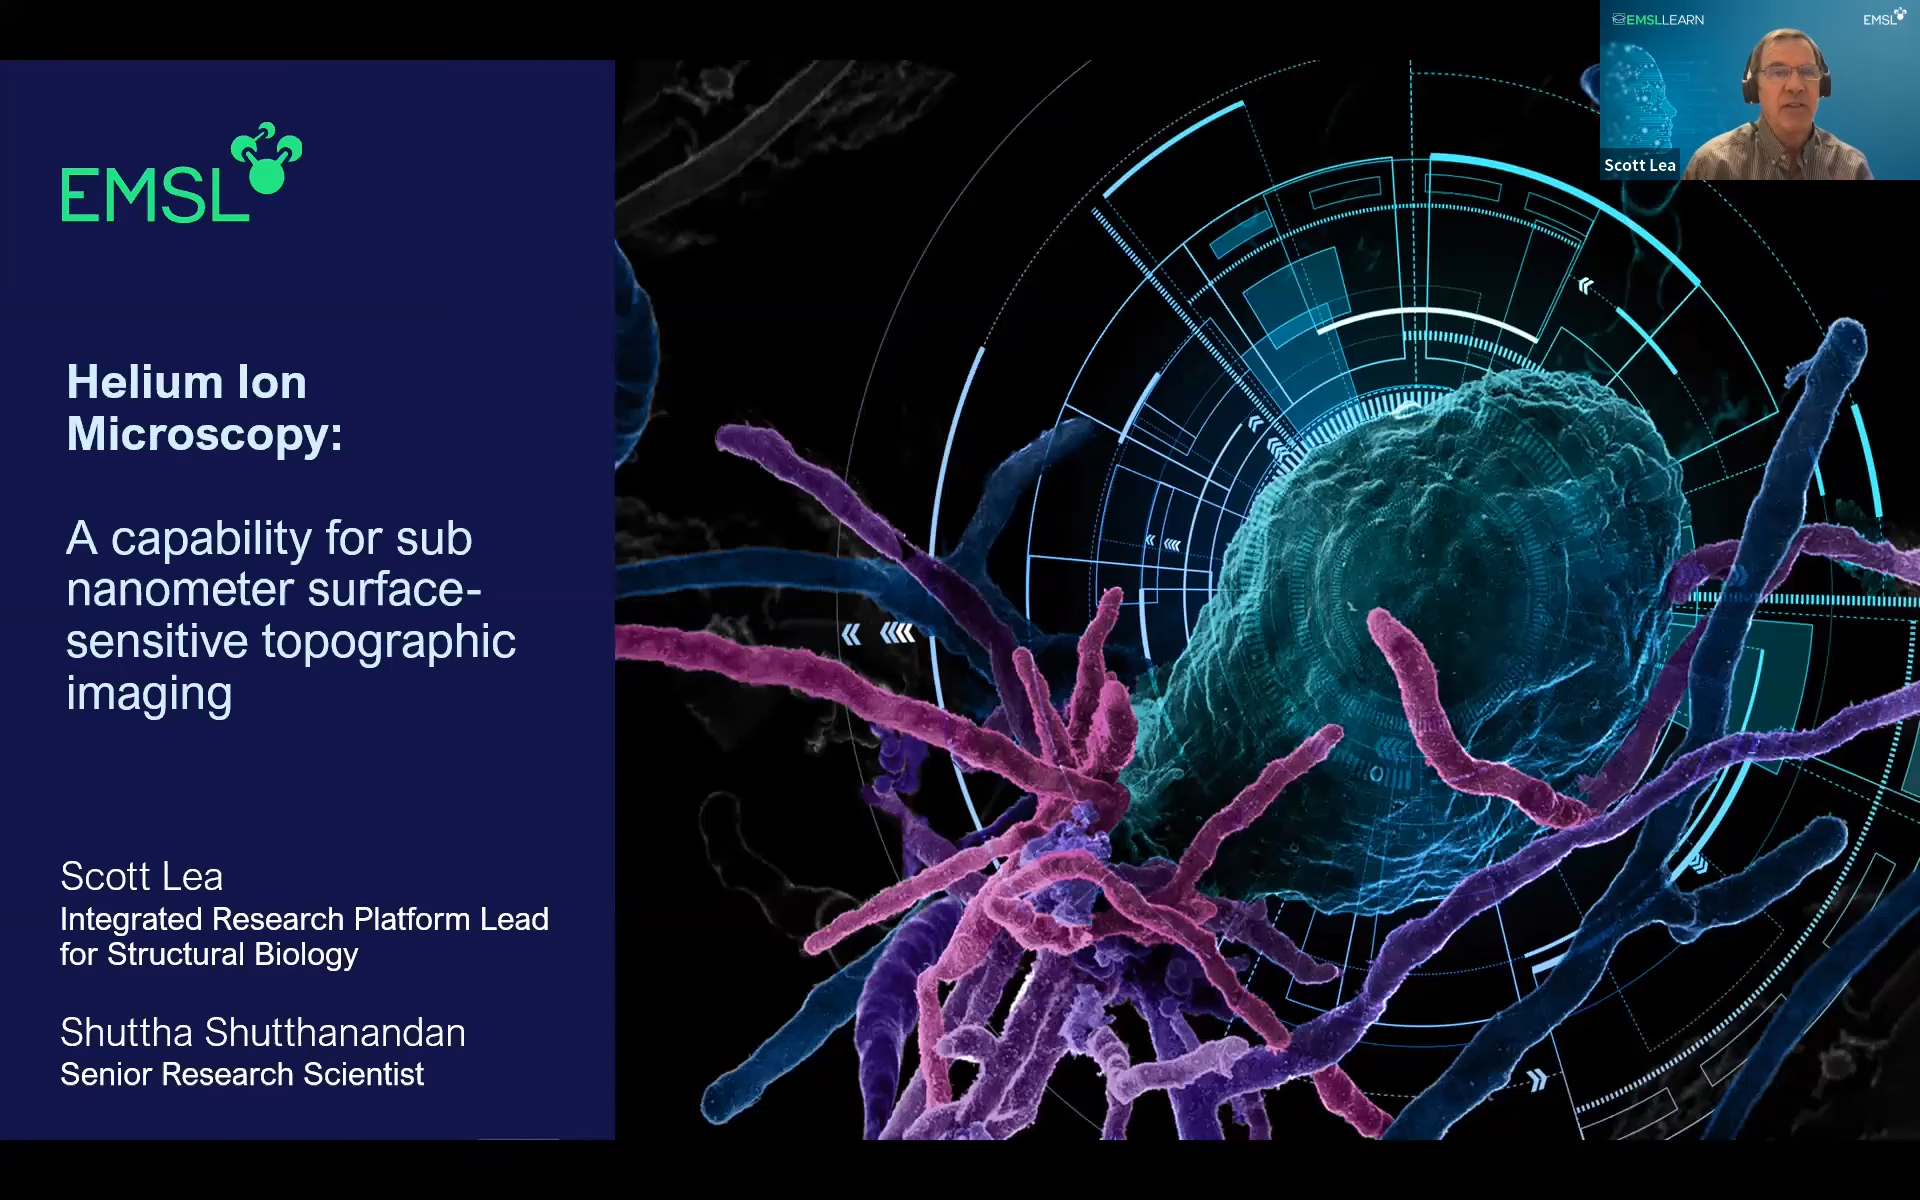 EMSL
Helium Ion
Microscopy:
A capability for sub
nanometer surface-
sensitive topographic
imaging
Scott Lea
Integrated Research Platform Lead
for Structural Biology
Shuttha Shutthanandan
Senior Research Scientist
EMSLLEARN
EMSL
Scott Lea